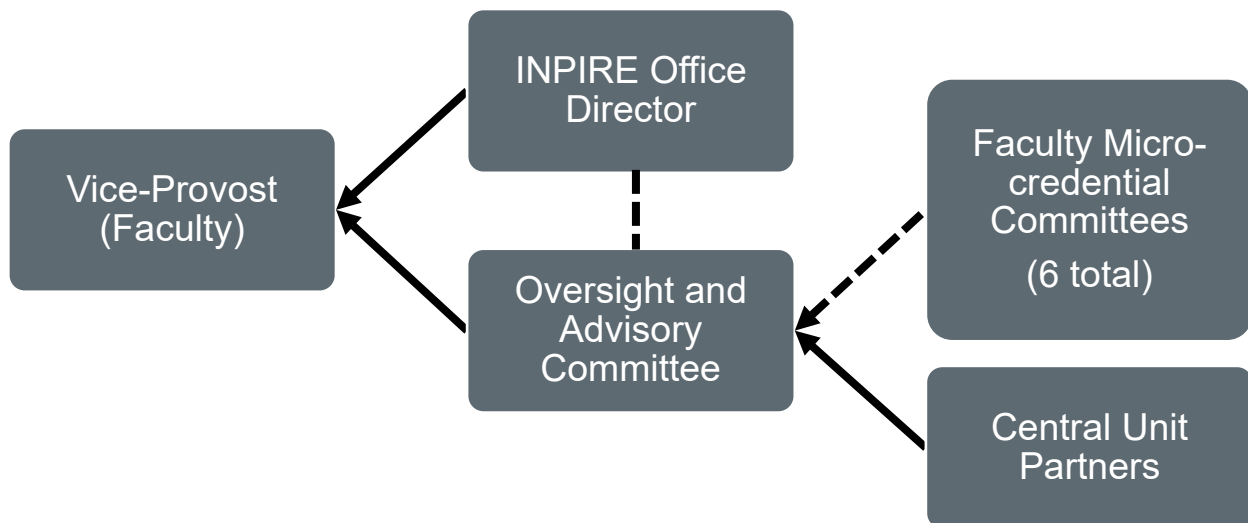 INPIRE Office
Director
Vice-Provost
(Faculty)
Oversight and
Advisory
Committee
Faculty Micro-
credential
Committees
(6 total)
Central Unit
Partners